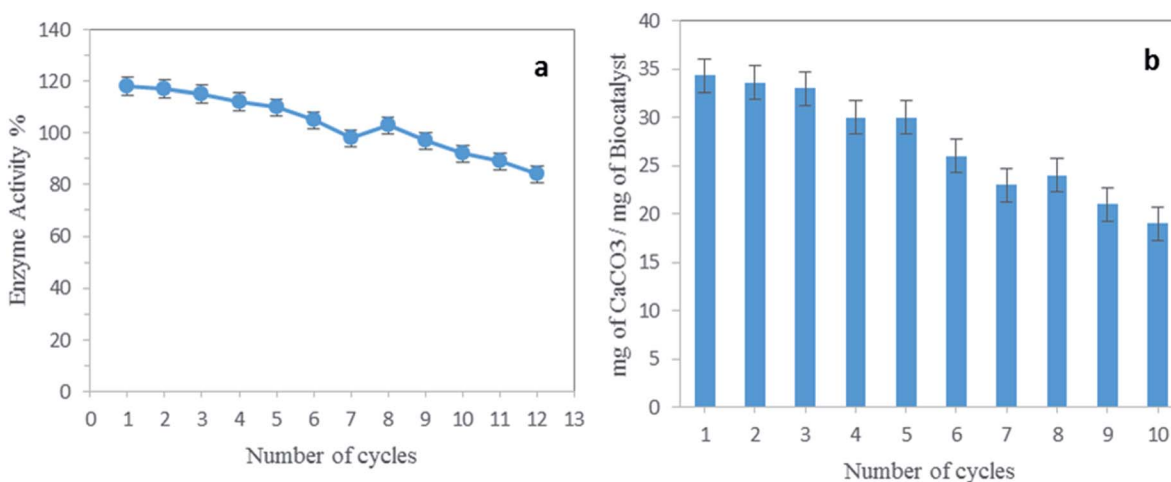 a
Enzyme Activity %
140
120
100
80
60
40
20
0
0 1 2 3 4 5 6 7 8 9 10 11 12 13
Number of cycles
b
mg of CaCO3 / mg of Biocatalyst
40
35
30
25
20
15
10
5
0
1 2 3 4 5 6 7 8 9 10
Number of cycles